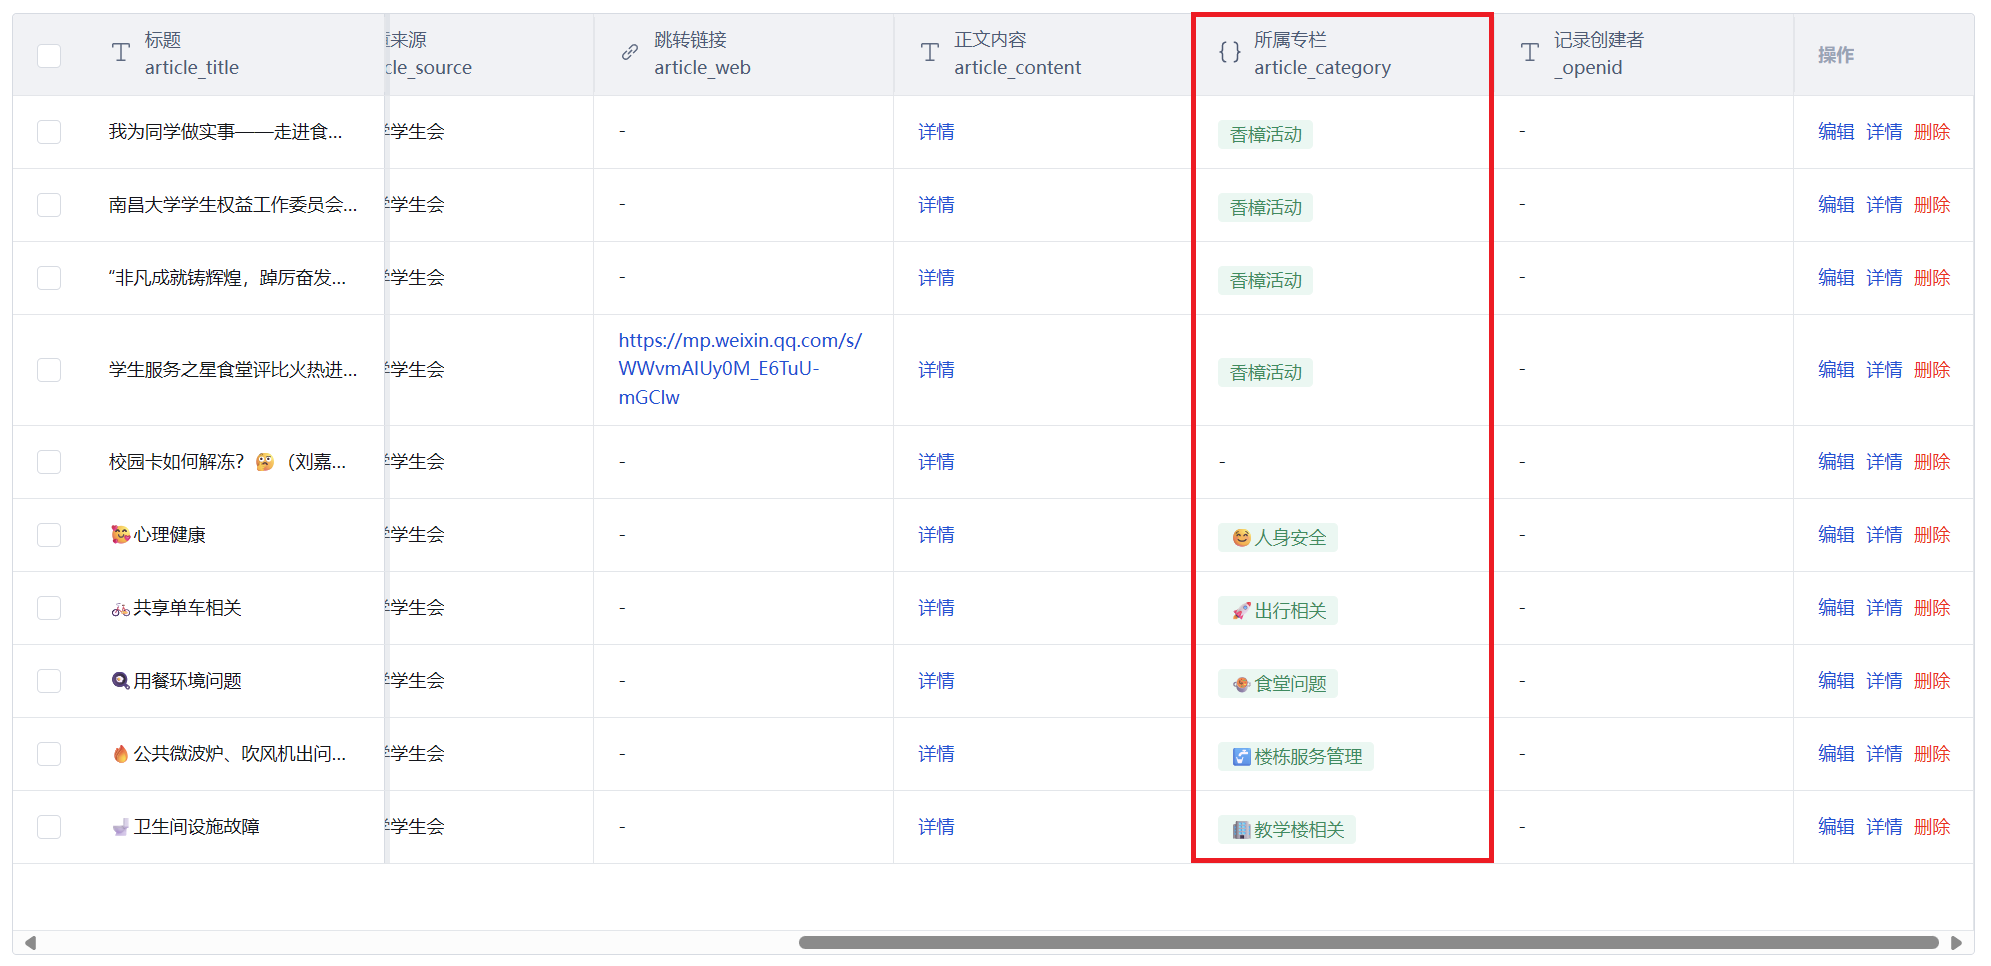 标题
article_title
来源
cle_source
跳转链接
article_web
正文内容
article_content
{} 所属专栏
article_category
记录创建者
_openid
操作
我为同学做实事——走进食... 学生会 - 详情 香樟活动 - 编辑 详情 删除
南昌大学学生权益工作委员会... 学生会 - 详情 香樟活动 - 编辑 详情 删除
“非凡成就铸辉煌，踔厉奋发... 学生会 - 详情 香樟活动 - 编辑 详情 删除
学生服务之星食堂评比火热进... 学生会
https://mp.weixin.qq.com/s/
WWvmAIUy0M_E6TuU-
mGCIw
详情 香樟活动 - 编辑 详情 删除
校园卡如何解冻？🤔（刘嘉... 学生会 - 详情 - - 编辑 详情 删除
🥰心理健康 学生会 - 详情 😊人身安全 - 编辑 详情 删除
🚲共享单车相关 学生会 - 详情 🚀出行相关 - 编辑 详情 删除
🍳用餐环境问题 学生会 - 详情 食堂问题 - 编辑 详情 删除
🔥公共微波炉、吹风机出问... 学生会 - 详情 🚰楼栋服务管理 - 编辑 详情 删除
🚽卫生间设施故障 学生会 - 详情 🏢教学楼相关 - 编辑 详情 删除